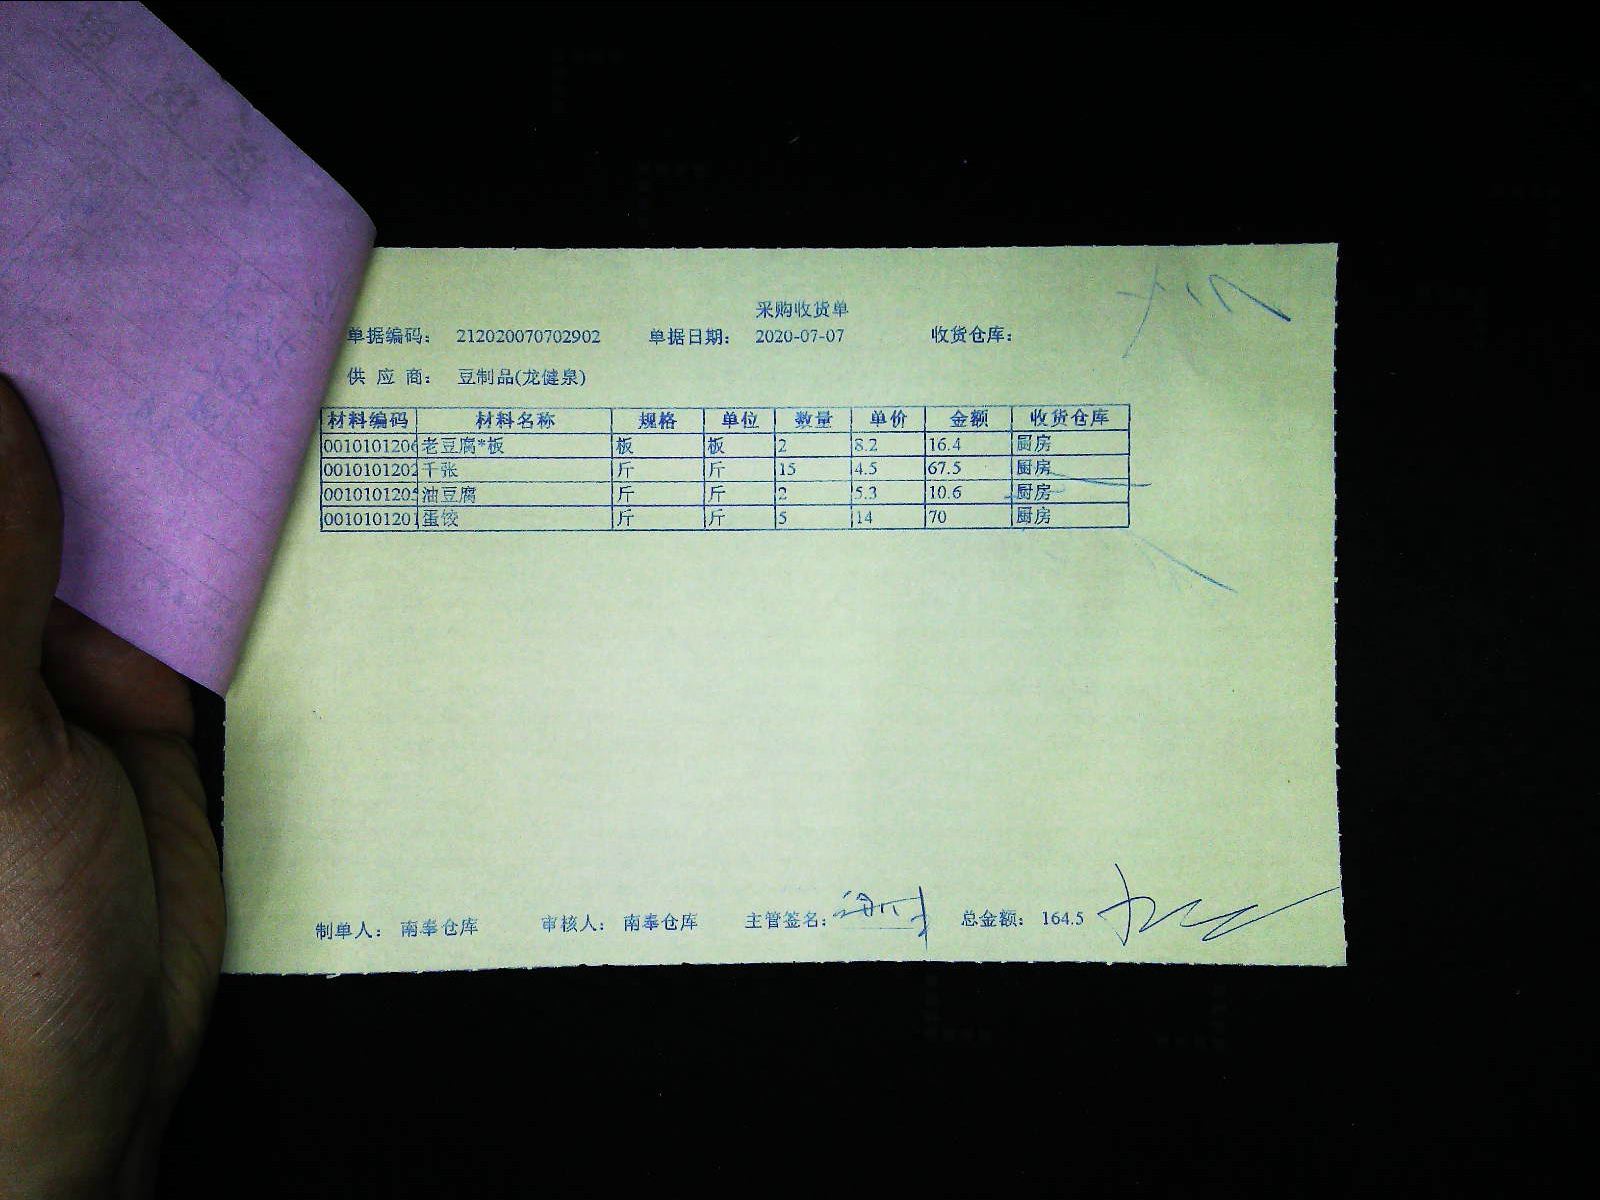 采购收货单
单据编码: 212020070702902 单据日期: 2020-07-07 收货仓库:
供 应 商: 豆制品(龙健泉)
材料编码 材料名称 规格 单位 数量 单价 金额 收货仓库
0010101206 老豆腐*板 板 板 2 8.2 16.4 厨房
0010101202 千张 斤 斤 15 4.5 67.5 厨房
0010101205 油豆腐 斤 斤 2 5.3 10.6 厨房
0010101201 蛋饺 斤 斤 5 14 70 厨房
制单人: 南奉仓库 审核人: 南奉仓库 主管签名: 总金额: 164.5